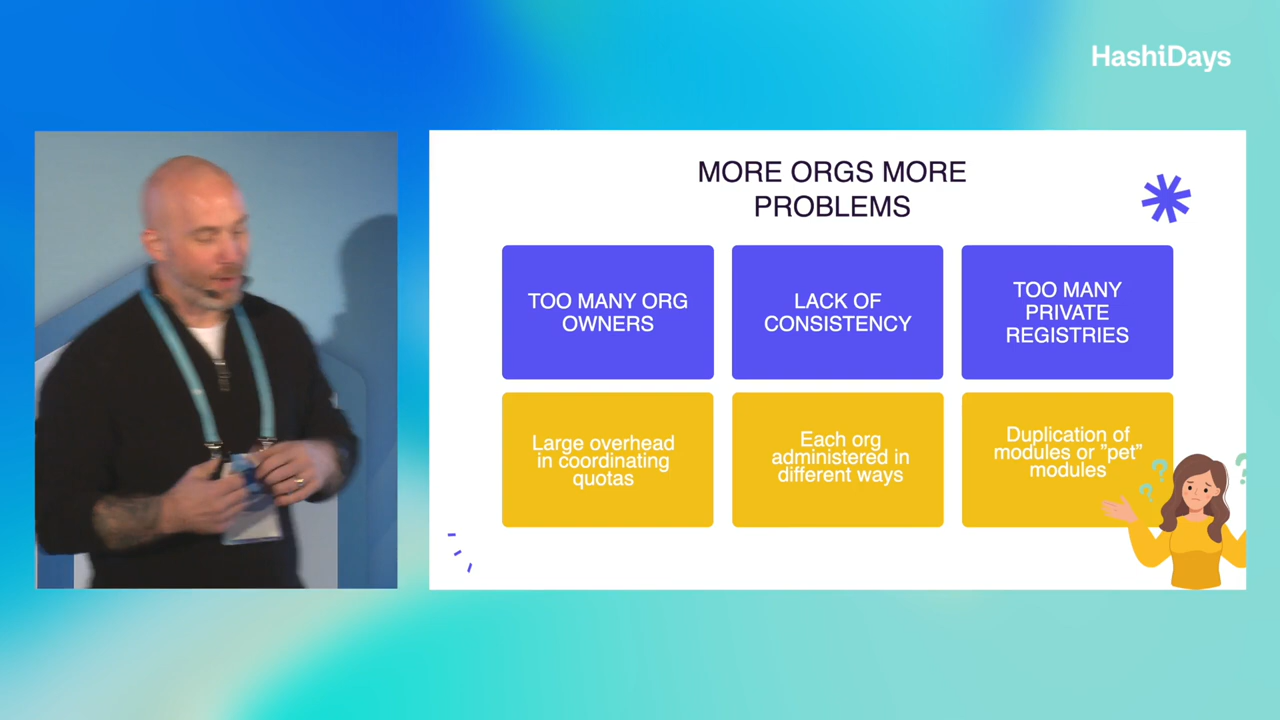 HashiDays
MORE ORGS MORE
PROBLEMS
TOO MANY ORG
OWNERS
LACK OF
CONSISTENCY
TOO MANY
PRIVATE
REGISTRIES
Large overhead
in coordinating
quotas
Each org
administered in
different ways
Duplication of
modules or ”pet”
modules
? ? ?